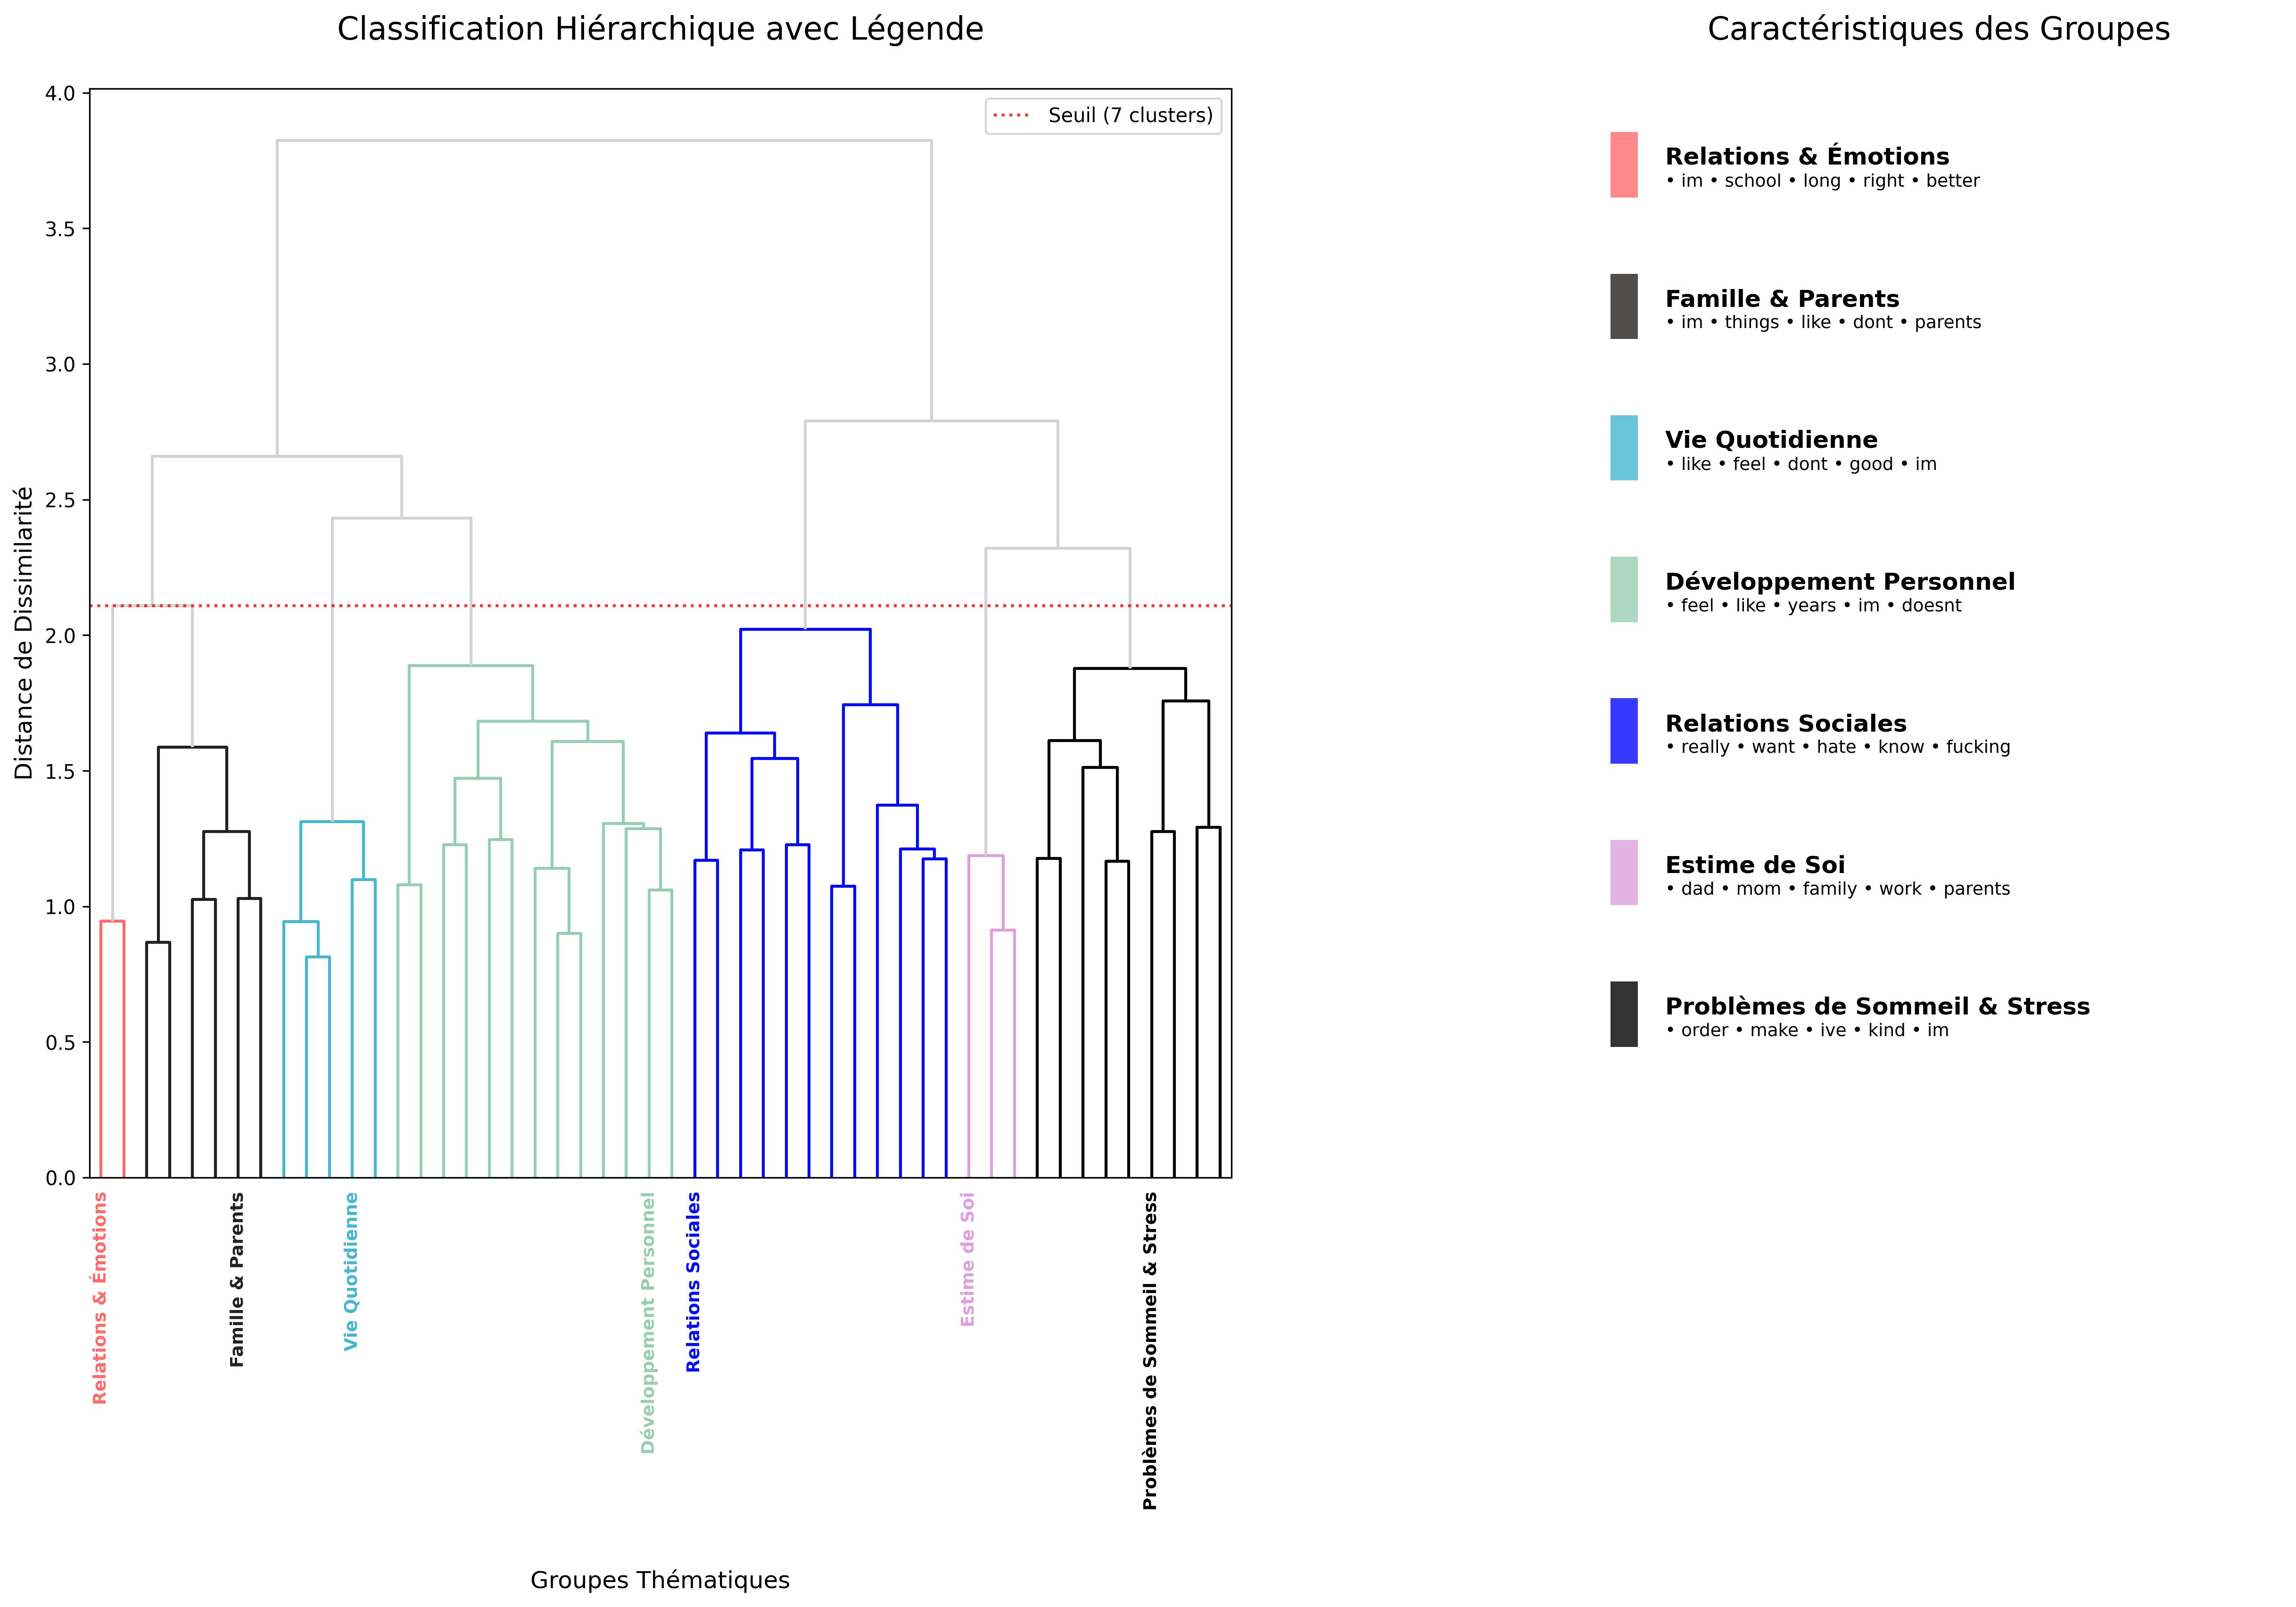 Classification Hiérarchique avec Légende
Caractéristiques des Groupes
Seuil (7 clusters)
Distance de Dissimilarité
4.0
3.5
3.0
2.5
2.0
1.5
1.0
0.5
0.0
Relations & Émotions
Famille & Parents
Vie Quotidienne
Développement Personnel
Relations Sociales
Estime de Soi
Problèmes de Sommeil & Stress
Groupes Thématiques
Relations & Émotions
• im • school • long • right • better
Famille & Parents
• im • things • like • dont • parents
Vie Quotidienne
• like • feel • dont • good • im
Développement Personnel
• feel • like • years • im • doesnt
Relations Sociales
• really • want • hate • know • fucking
Estime de Soi
• dad • mom • family • work • parents
Problèmes de Sommeil & Stress
• order • make • ive • kind • im